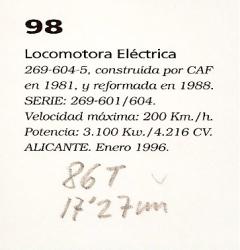 98
Locomotora Eléctrica
269-604-5, construida por CAF
en 1981, y reformada en 1988.
SERIE: 269-601/604.
Velocidad máxima: 200 Km./h.
Potencia: 3.100 Kw./4.216 CV.
ALICANTE. Enero 1996.
86T
17'27um